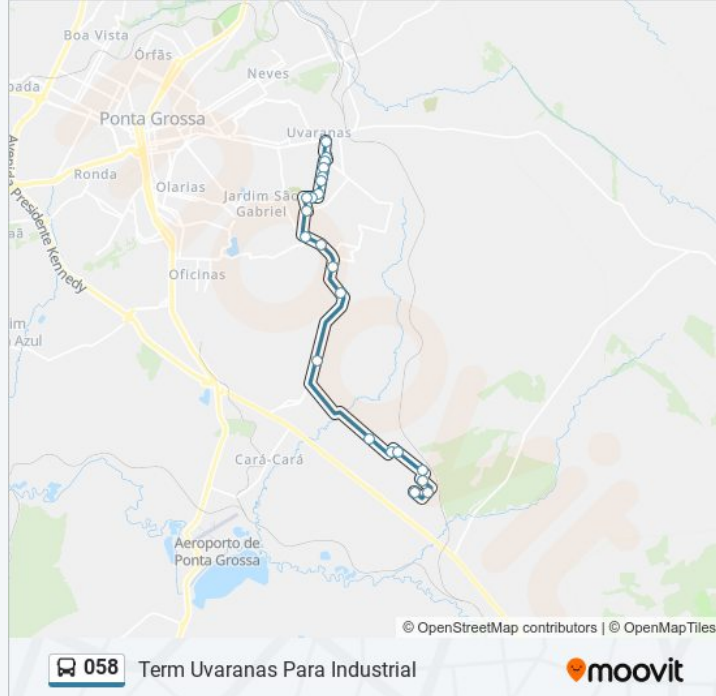 Boa Vista
Órfãs
Neves
Ponta Grossa
Uvaranas
Ronda
Olarias
Jardim São
Gabriel
Avenida Presidente Kennedy
Oficinas
Azul
Cará-Cará
Aeroporto de
Ponta Grossa
© OpenStreetMap contributors | © OpenMapTiles
058 Term Uvaranas Para Industrial
moovit